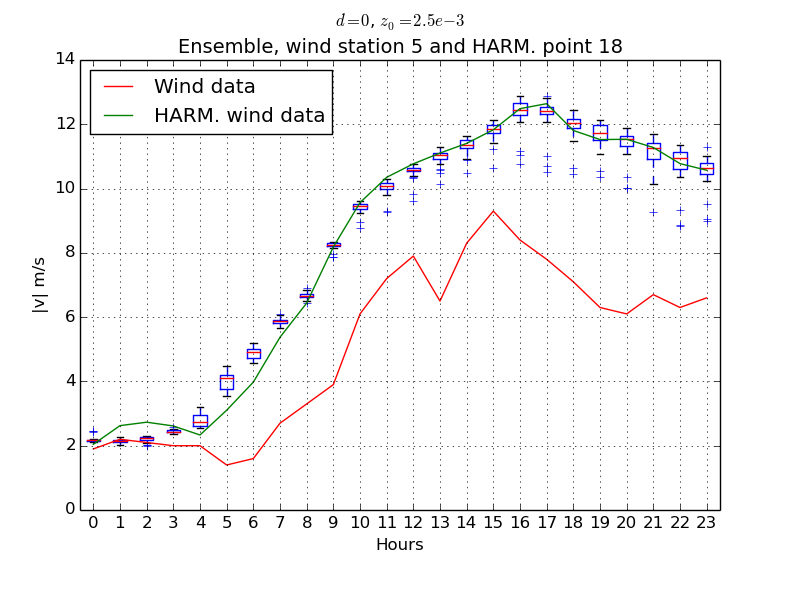 d=0, z₀=2.5e−3
Ensemble, wind station 5 and HARM. point 18
Wind data
HARM. wind data
|v| m/s
14
12
10
8
6
4
2
0
0 1 2 3 4 5 6 7 8 9 10 11 12 13 14 15 16 17 18 19 20 21 22 23
Hours